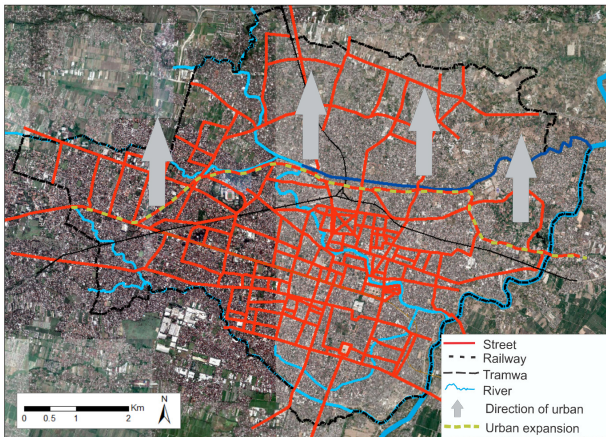 Street
Railway
Tramwa
River
Direction of urban
Urban expansion
Km
0 0.5 1 2
N